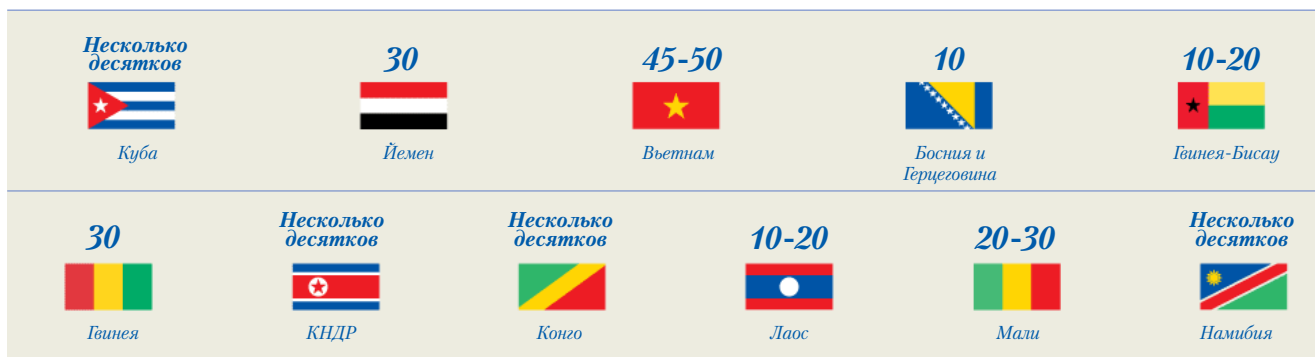 Несколько
десятков
30
45-50
10
10-20
Куба
Йемен
Вьетнам
Босния и
Герцеговина
Гвинея-Бисау
30
Несколько
десятков
Несколько
десятков
10-20
20-30
Несколько
десятков
Гвинея
КНДР
Конго
Лаос
Мали
Намибия